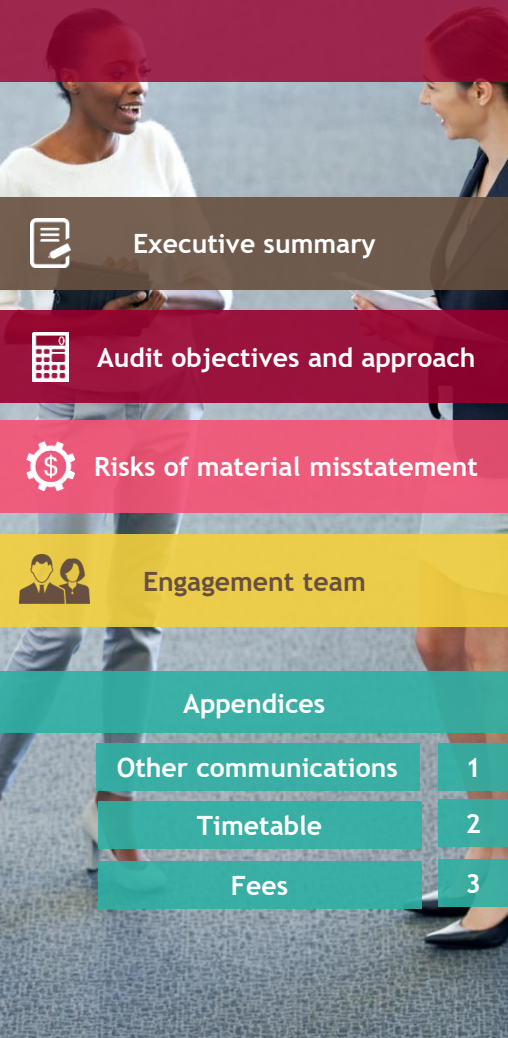 Executive summary
Audit objectives and approach
Risks of material misstatement
Engagement team
Appendices
Other communications 1
Timetable 2
Fees 3